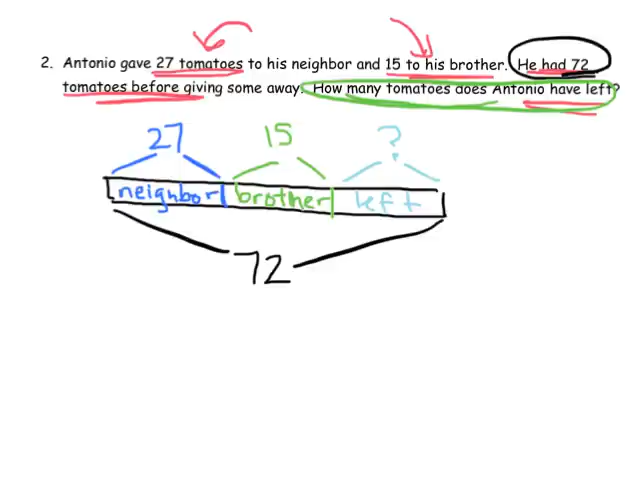 2. Antonio gave 27 tomatoes to his neighbor and 15 to his brother. He had 72
tomatoes before giving some away. How many tomatoes does Antonio have left?
27 15 ?
neighbor brother left
72